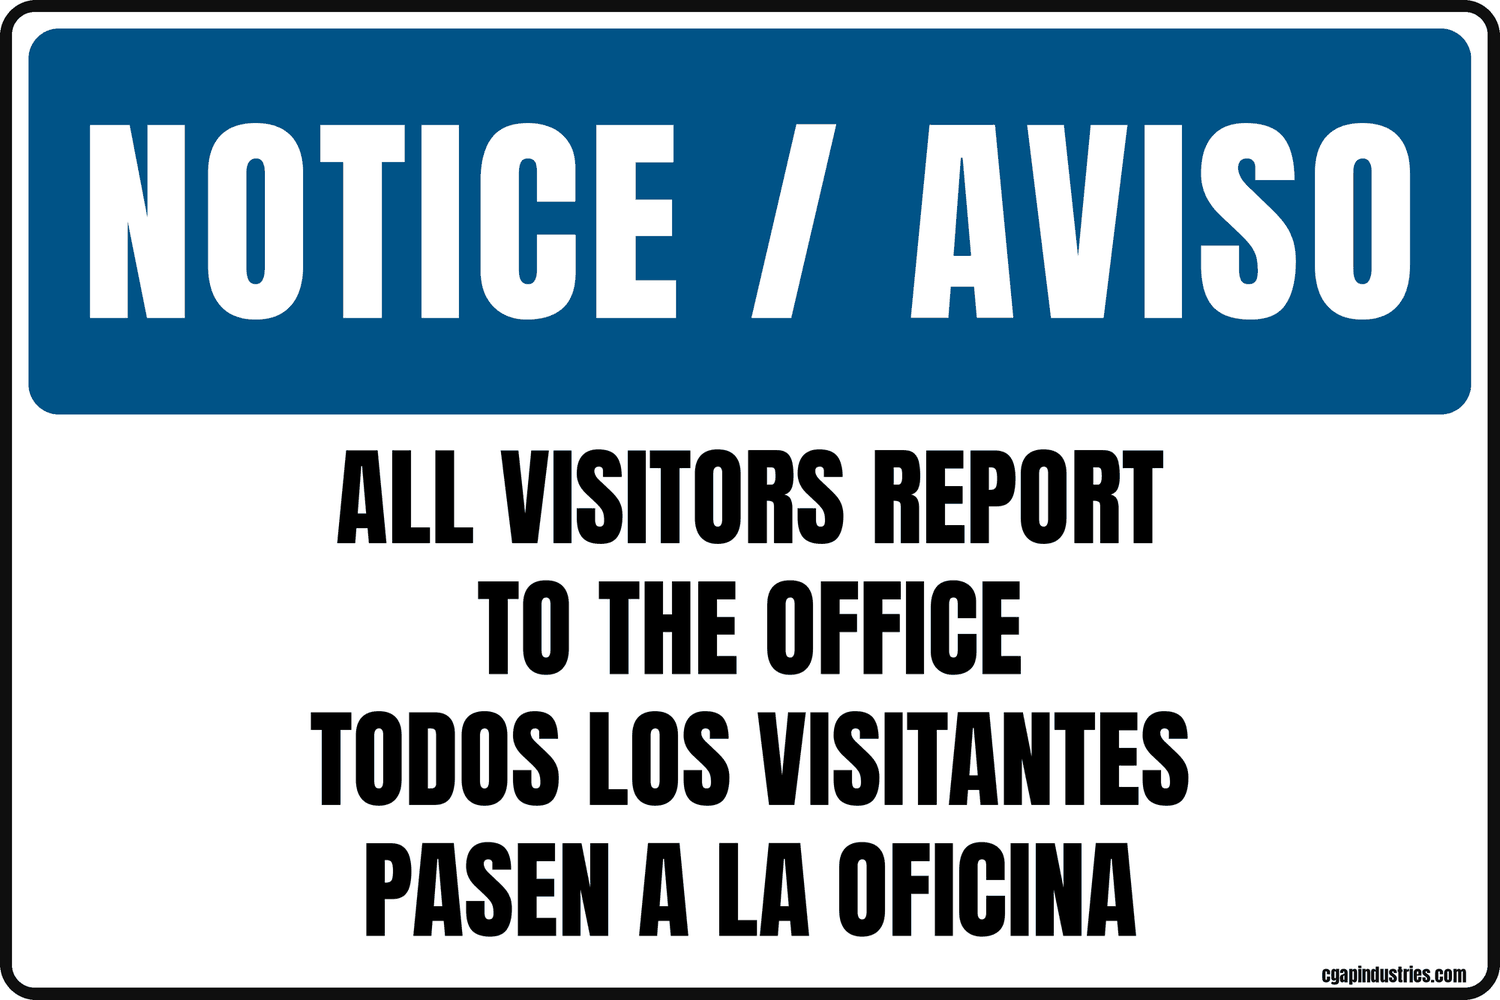 NOTICE / AVISO
ALL VISITORS REPORT
TO THE OFFICE
TODOS LOS VISITANTES
PASEN A LA OFICINA
cgapindustries.com